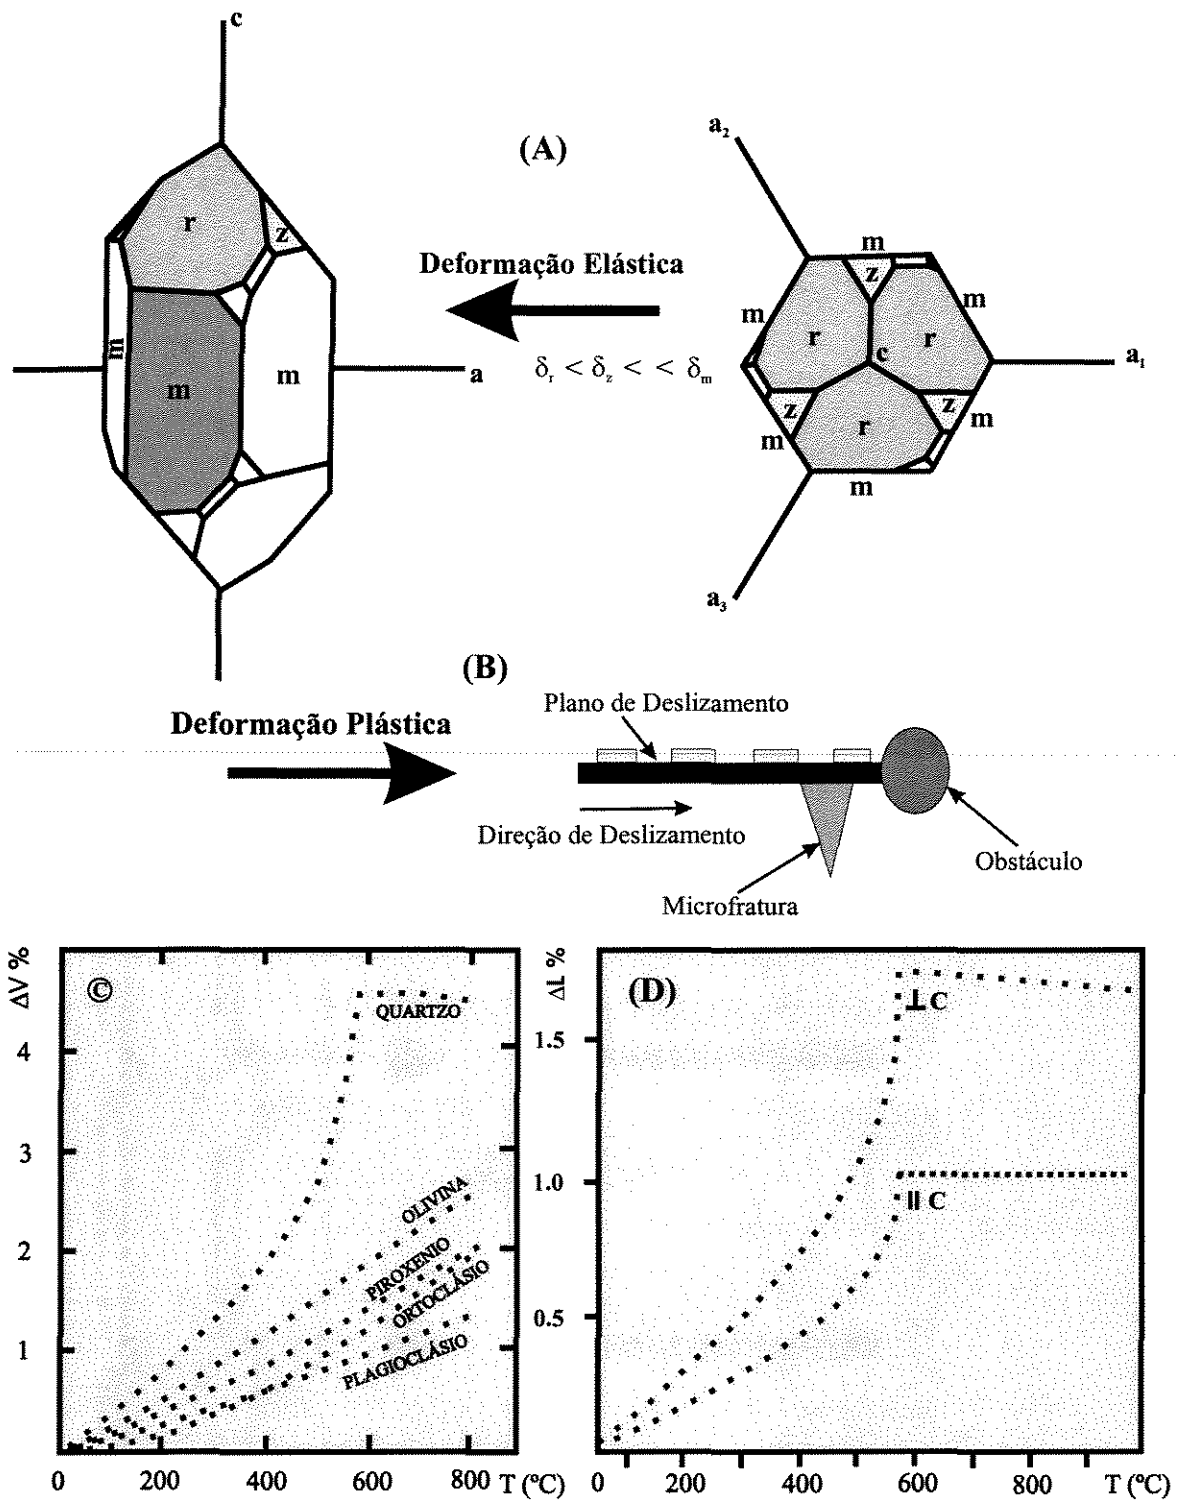 c
(A)
a₂
r
z
Deformação Elástica
m
z
m
m
r
c
r
a₁
m
m
m
a
δᵣ < δ_z < < δₘ
z
r
z
m
m
m
a₃
(B)
Plano de Deslizamento
Deformação Plástica
Direção de Deslizamento
Obstáculo
Microfratura
ΔV %
©
QUARTZO
4
3
2
1
OLIVINA
PIROXENIO
ORTOCLÁSIO
PLAGIOCLÁSIO
0 200 400 600 800 T (ºC)
ΔL %
(D)
⊥ C
1.5
1.0
|| C
0.5
0 200 400 600 800 T (ºC)